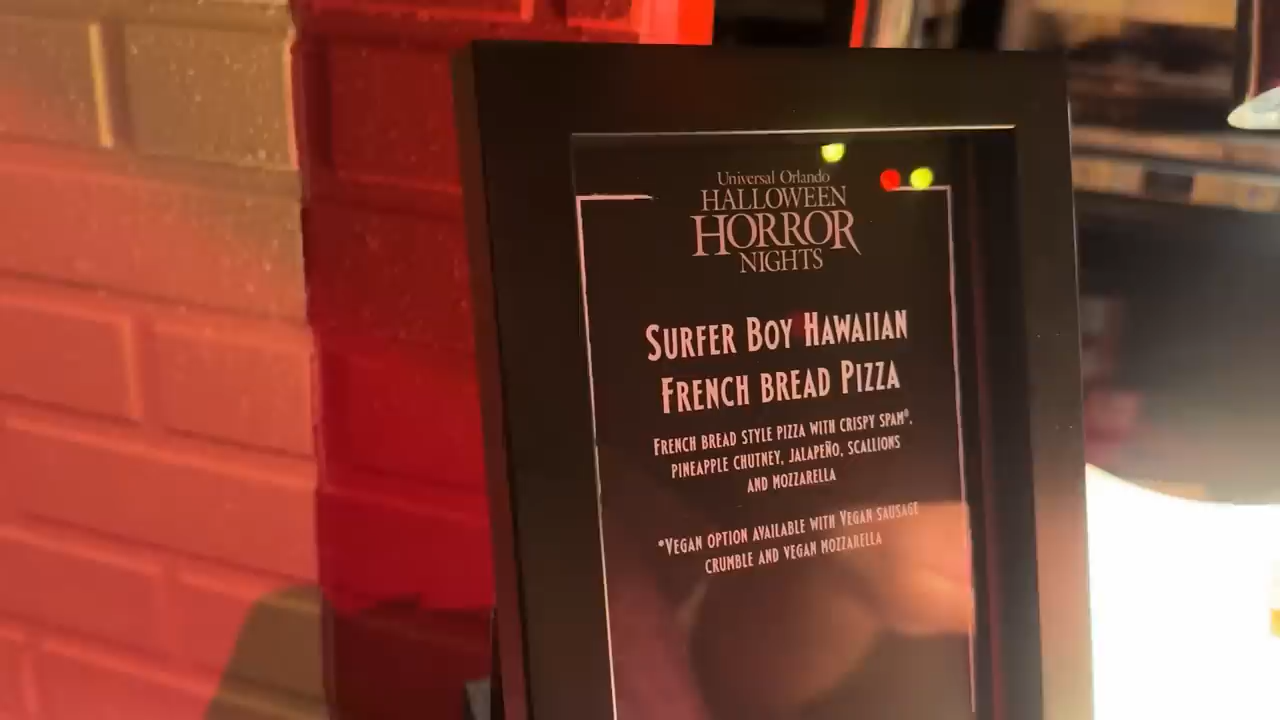 Universal Orlando
HALLOWEEN
HORROR
NIGHTS
SURFER BOY HAWAIIAN
FRENCH BREAD PIZZA
FRENCH BREAD STYLE PIZZA WITH CRISPY SPAM®,
PINEAPPLE CHUTNEY, JALAPEÑO, SCALLIONS
AND MOZZARELLA
*VEGAN OPTION AVAILABLE WITH VEGAN SAUSAGE
CRUMBLE AND VEGAN MOZZARELLA